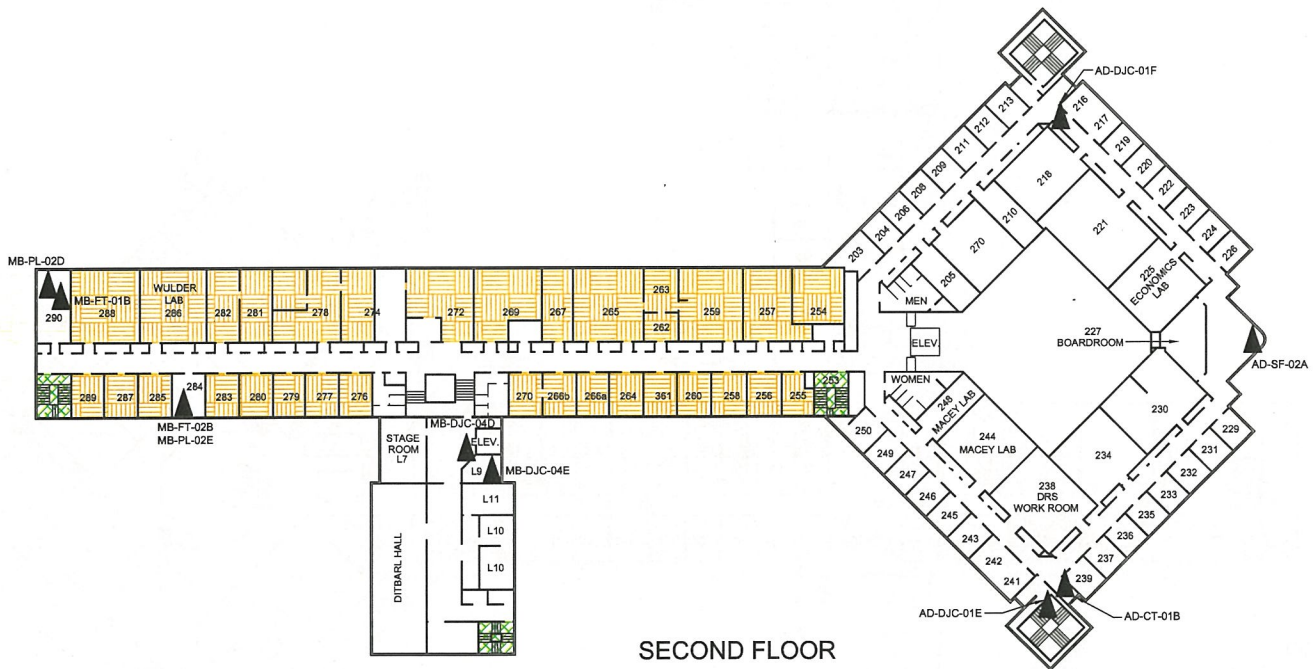 AD-DJC-01F
213
212
211
209
208
206
204
203
216
217
219
220
222
223
224
226
218
210
270
205
221
225
ECONOMICS
LAB
MEN
ELEV.
WOMEN
227
BOARDROOM
AD-SF-02A
MB-PL-02D
290
MB-FT-01B
288
WULDER
LAB
286
282
281
278
274
272
269
267
265
263
262
259
257
254
289
287
285
284
283
280
279
277
276
270
266b
266a
264
361
260
258
256
255
253
MB-FT-02B
MB-PL-02E
MB-DJC-04D
STAGE
ROOM
L7
ELEV.
L9
MB-DJC-04E
L11
L10
L10
DITBARL HALL
248
MACEY LAB
244
MACEY LAB
238
DRS
WORK ROOM
234
230
250
249
247
246
245
243
242
241
229
231
232
233
235
236
237
239
AD-DJC-01E
AD-CT-01B
SECOND FLOOR